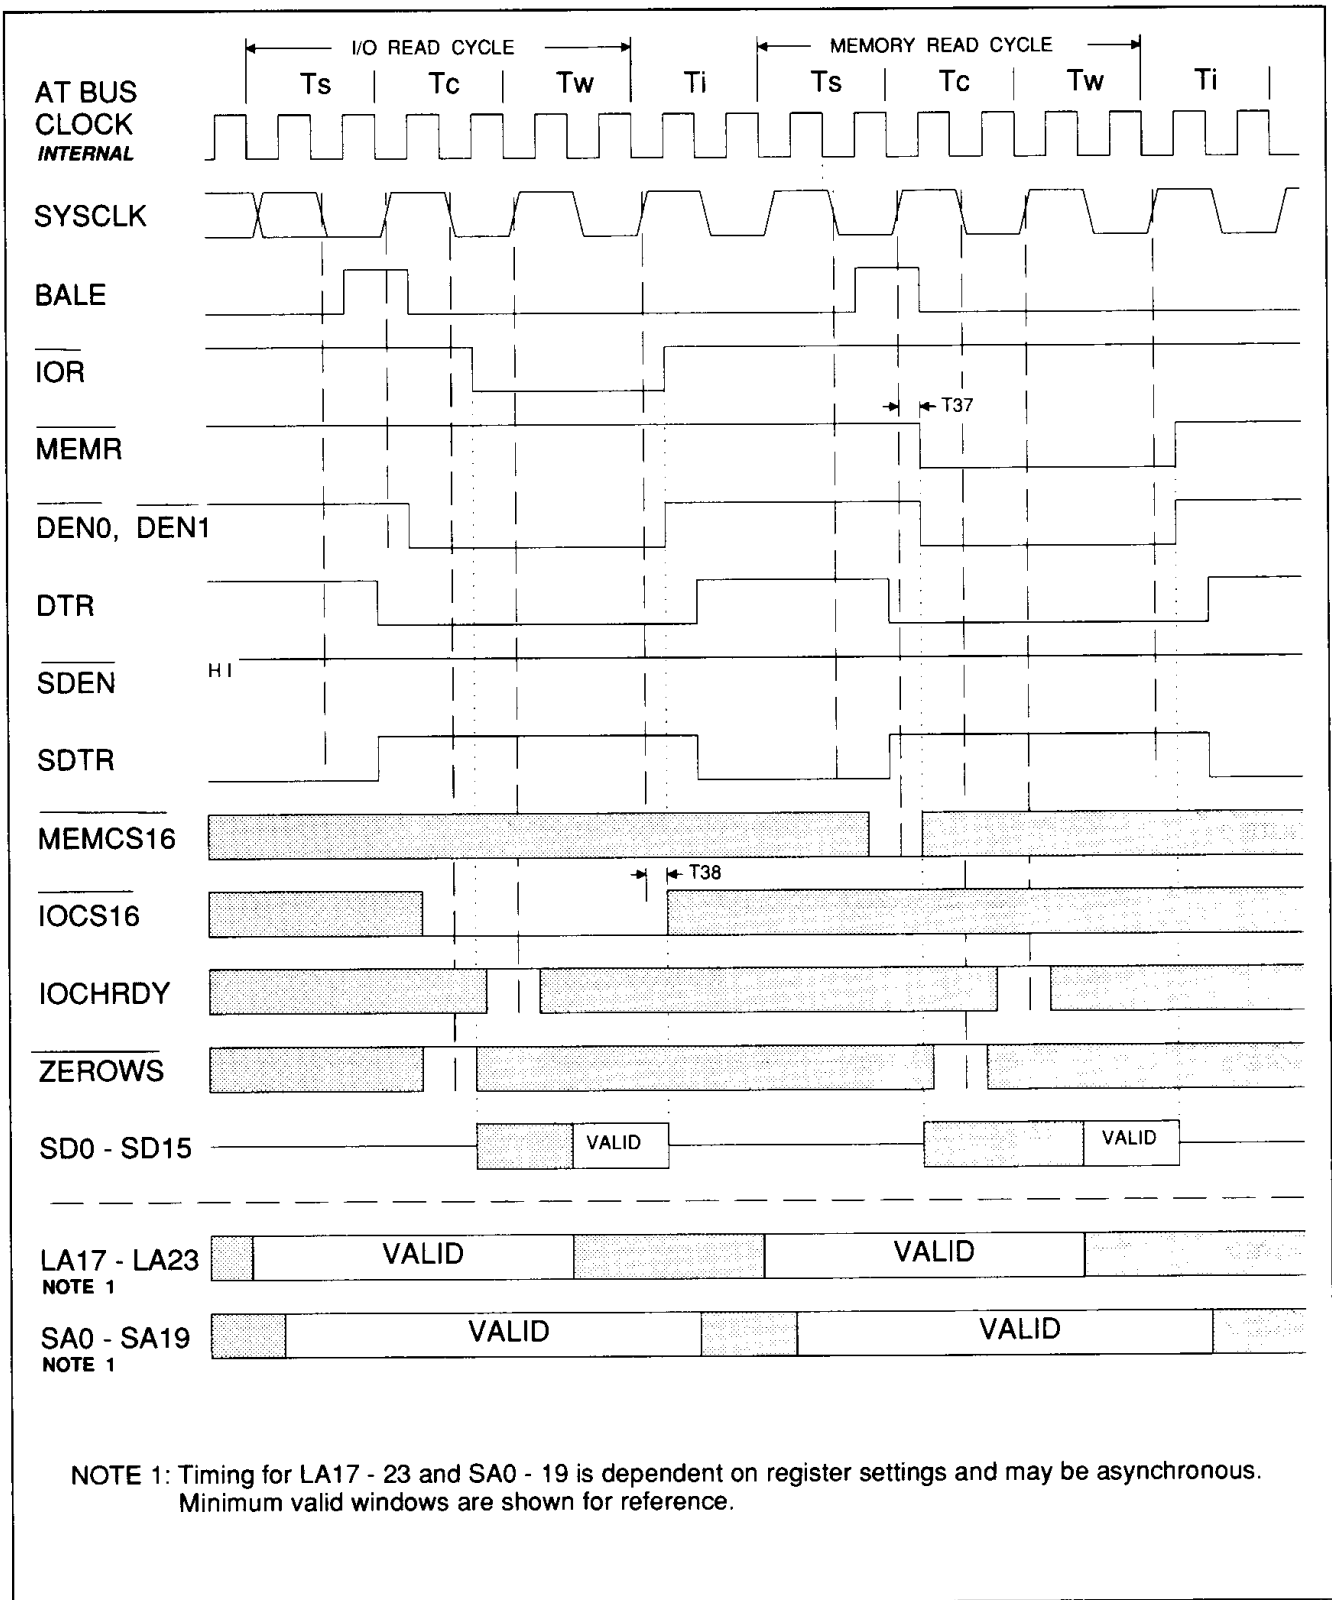 I/O READ CYCLE MEMORY READ CYCLE
Ts Tc Tw Ti Ts Tc Tw Ti
AT BUS
CLOCK
INTERNAL
SYSCLK
BALE
IOR
T37
MEMR
DEN0, DEN1
DTR
HI
SDEN
SDTR
MEMCS16
T38
IOCS16
IOCHRDY
ZEROWS
SD0 - SD15 VALID VALID
LA17 - LA23 VALID VALID
NOTE 1
SA0 - SA19 VALID VALID
NOTE 1
NOTE 1: Timing for LA17 - 23 and SA0 - 19 is dependent on register settings and may be asynchronous.
Minimum valid windows are shown for reference.